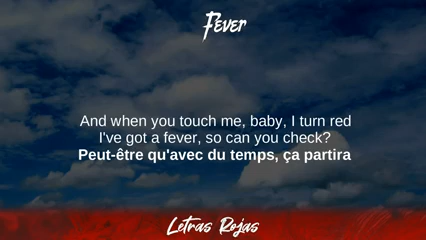 Fever
And when you touch me, baby, I turn red
I've got a fever, so can you check?
Peut-être qu'avec du temps, ça partira
Letras Rojas